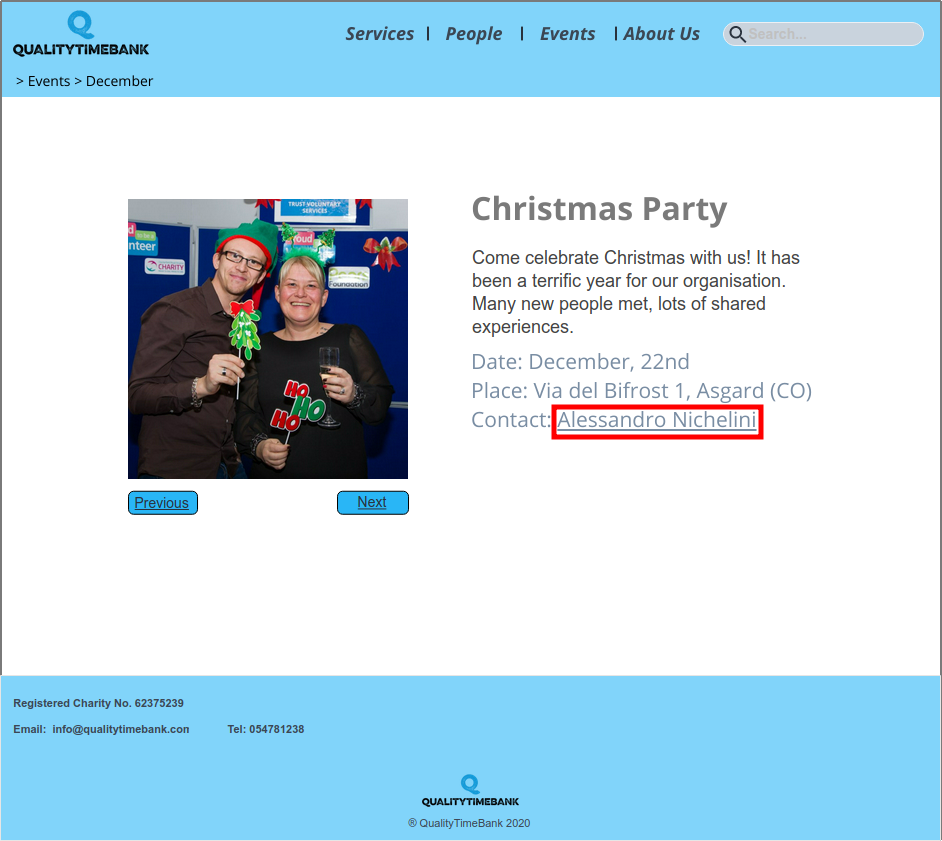 QUALITYTIMEBANK
Services | People | Events | About Us
Search...
> Events > December
TRUST VOLUNTARY
SERVICES
nteer
CHARITY
Foundation
HO
HO
HO
Previous
Next
Christmas Party
Come celebrate Christmas with us! It has
been a terrific year for our organisation.
Many new people met, lots of shared
experiences.
Date: December, 22nd
Place: Via del Bifrost 1, Asgard (CO)
Contact: Alessandro Nichelini
Registered Charity No. 62375239
Email: info@qualitytimebank.con
Tel: 054781238
QUALITYTIMEBANK
® QualityTimeBank 2020